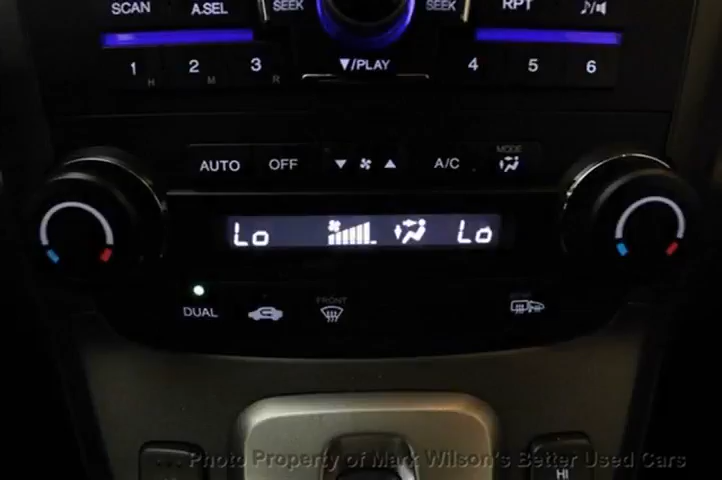 SCAN A.SEL SEEK SEEK RPT
1 2 3 ▼/PLAY 4 5 6
H M R
MODE
AUTO OFF ▼ ▲ A/C
Lo Lo
FRONT
DUAL
HI
Photo Property of Mark Wilson's Better Used Cars